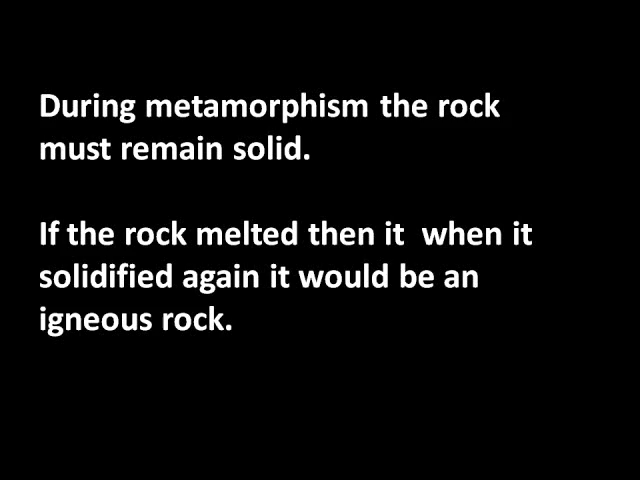 During metamorphism the rock
must remain solid.
If the rock melted then it  when it
solidified again it would be an
igneous rock.